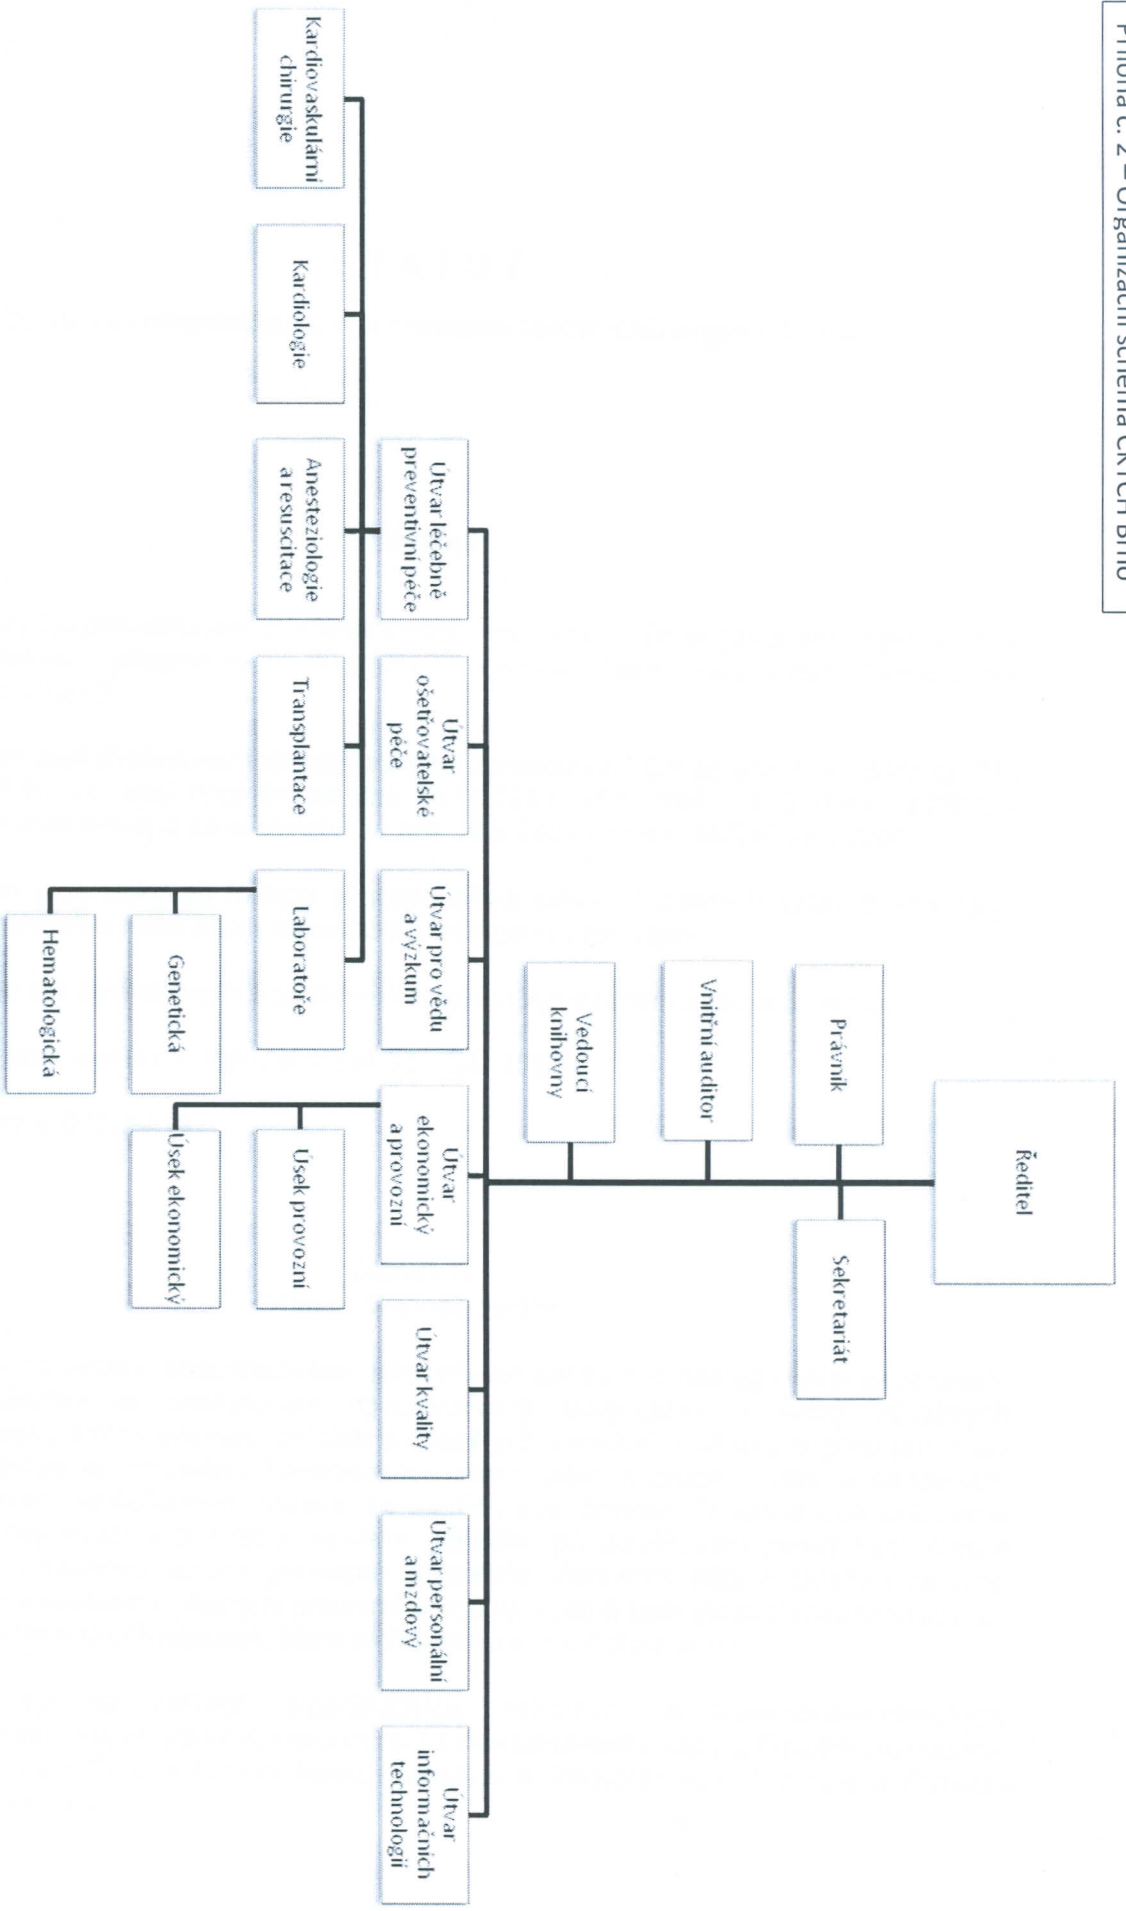 Příloha č. 2 – Organizační schéma CKTCH Brno
Ředitel
Právník
Sekretariát
Vnitřní auditor
Vedoucí
knihovny
Útvar léčebně
preventivní péče
Útvar
ošetřovatelské
péče
Útvar pro vědu
a výzkum
Útvar
ekonomický
a provozní
Útvar kvality
Útvar personální
a mzdový
Útvar
informačních
technologií
Kardiovaskulární
chirurgie
Kardiologie
Anesteziologie
a resuscitace
Transplantace
Laboratoře
Úsek provozní
Genetická
Úsek ekonomický
Hematologická